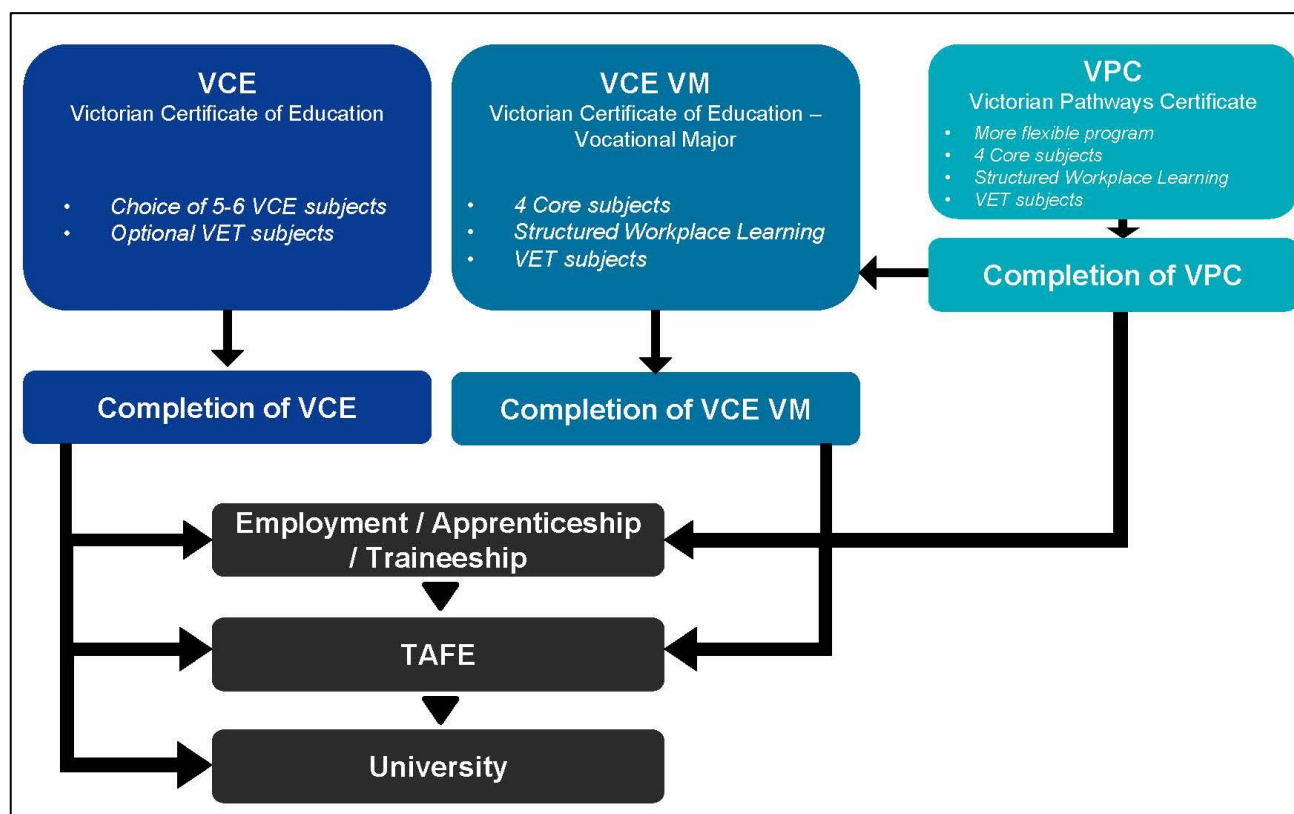 VCE
Victorian Certificate of Education
• Choice of 5-6 VCE subjects
• Optional VET subjects
VCE VM
Victorian Certificate of Education –
Vocational Major
• 4 Core subjects
• Structured Workplace Learning
• VET subjects
VPC
Victorian Pathways Certificate
• More flexible program
• 4 Core subjects
• Structured Workplace Learning
• VET subjects
Completion of VPC
Completion of VCE
Completion of VCE VM
Employment / Apprenticeship
/ Traineeship
TAFE
University